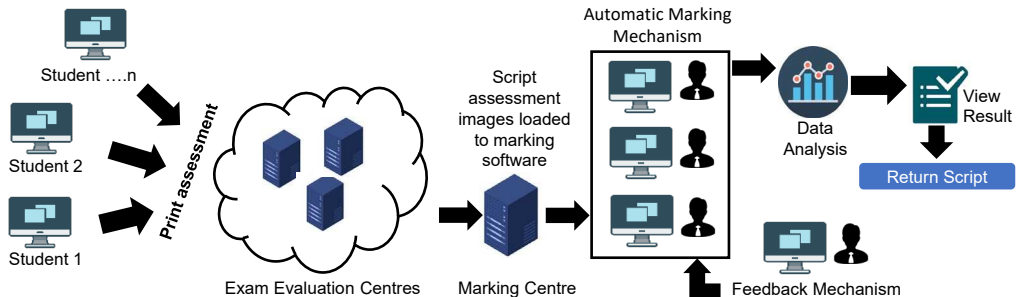 Student ….n
Student 2
Student 1
Print assessment
Exam Evaluation Centres
Script
assessment
images loaded
to marking
software
Marking Centre
Automatic Marking
Mechanism
Feedback Mechanism
Data
Analysis
View
Result
Return Script